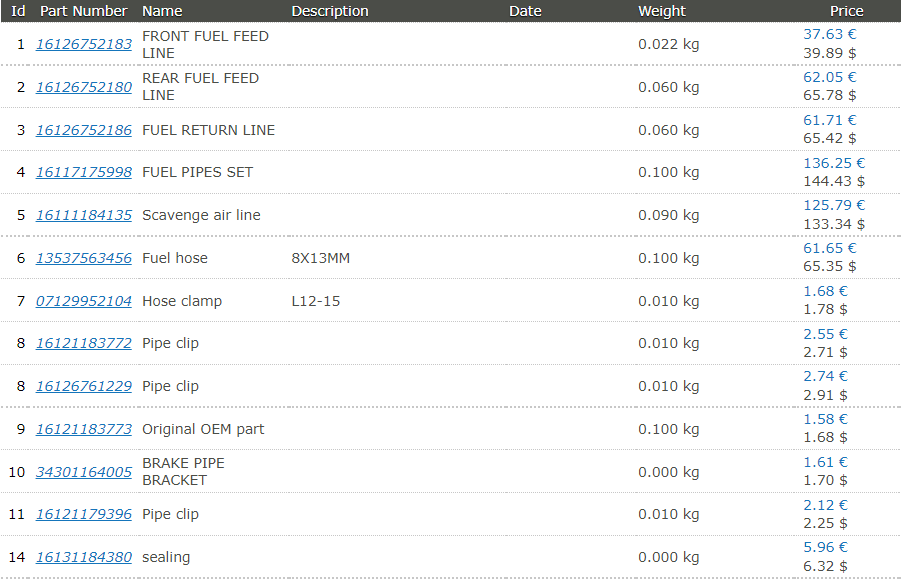 Id Part Number Name Description Date Weight Price
1 16126752183 FRONT FUEL FEED LINE 0.022 kg 37.63 € 39.89 $
2 16126752180 REAR FUEL FEED LINE 0.060 kg 62.05 € 65.78 $
3 16126752186 FUEL RETURN LINE 0.060 kg 61.71 € 65.42 $
4 16117175998 FUEL PIPES SET 0.100 kg 136.25 € 144.43 $
5 16111184135 Scavenge air line 0.090 kg 125.79 € 133.34 $
6 13537563456 Fuel hose 8X13MM 0.100 kg 61.65 € 65.35 $
7 07129952104 Hose clamp L12-15 0.010 kg 1.68 € 1.78 $
8 16121183772 Pipe clip 0.010 kg 2.55 € 2.71 $
8 16126761229 Pipe clip 0.010 kg 2.74 € 2.91 $
9 16121183773 Original OEM part 0.100 kg 1.58 € 1.68 $
10 34301164005 BRAKE PIPE BRACKET 0.000 kg 1.61 € 1.70 $
11 16121179396 Pipe clip 0.010 kg 2.12 € 2.25 $
14 16131184380 sealing 0.000 kg 5.96 € 6.32 $